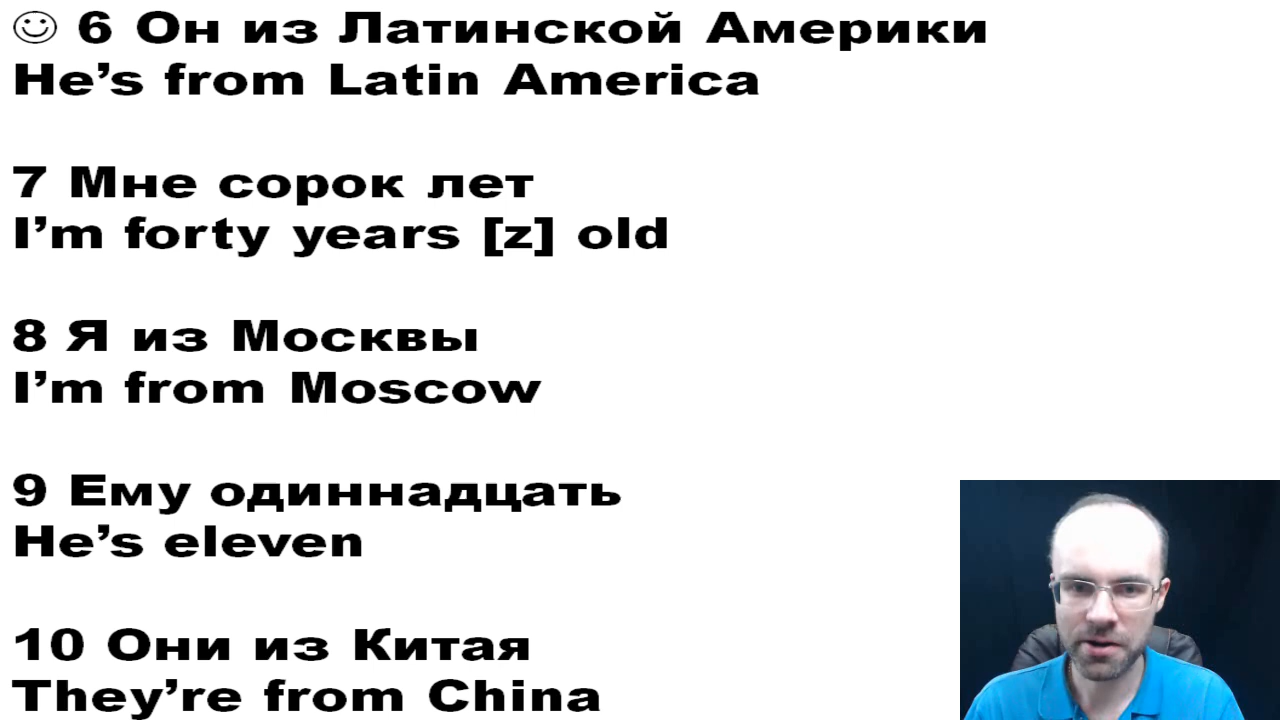 ☺ 6 Он из Латинской Америки
He’s from Latin America
7 Мне сорок лет
I’m forty years [z] old
8 Я из Москвы
I’m from Moscow
9 Ему одиннадцать
He’s eleven
10 Они из Китая
They’re from China